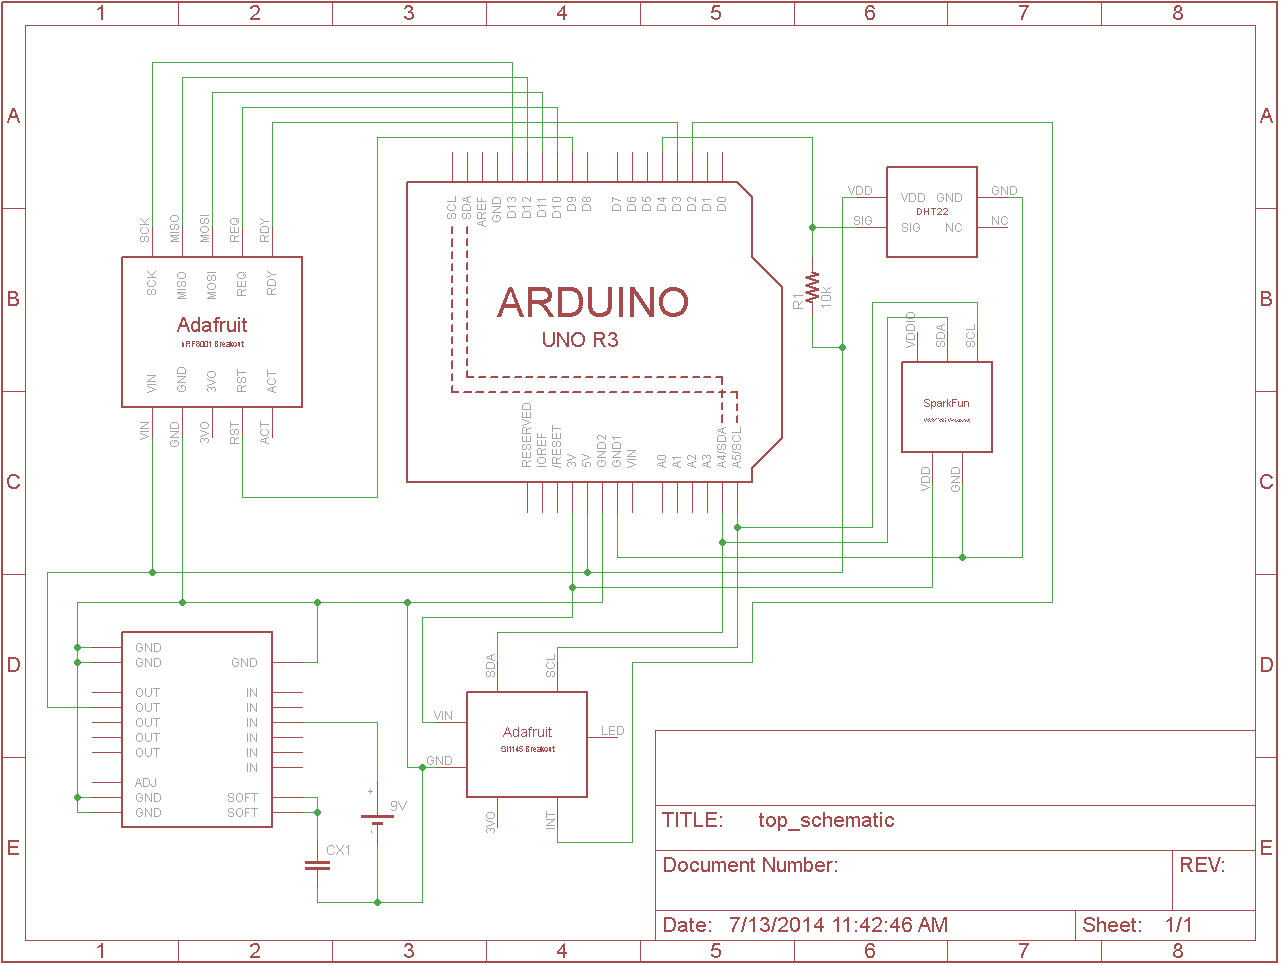 1 2 3 4 5 6 7 8
A A
B B
C C
D D
E E
1 2 3 4 5 6 7 8
SCK MISO MOSI REQ RDY
SCK MISO MOSI REQ RDY
Adafruit
nRF8001 Breakout
VIN GND 3VO RST ACT
VIN GND 3VO RST ACT
SCL SDA AREF GND D13 D12 D11 D10 D9 D8 D7 D6 D5 D4 D3 D2 D1 D0
ARDUINO
UNO R3
RESERVED IOREF /RESET 3V 5V GND2 GND1 VIN A0 A1 A2 A3 A4/SDA A5/SCL
VDD GND
VDD GND
DHT22
SIG NC
SIG NC
R1 10K
VDDIO SDA SCL
SparkFun
VDD GND
GND
GND GND
OUT IN
OUT IN
OUT IN
OUT IN
OUT IN
IN
ADJ
GND SOFT
GND SOFT
+ 9V
-
CX1
SDA SCL
VIN
Adafruit
SI1145 Breakout
LED
GND
3VO INT
TITLE: top_schematic
Document Number:
REV:
Date: 7/13/2014 11:42:46 AM
Sheet: 1/1